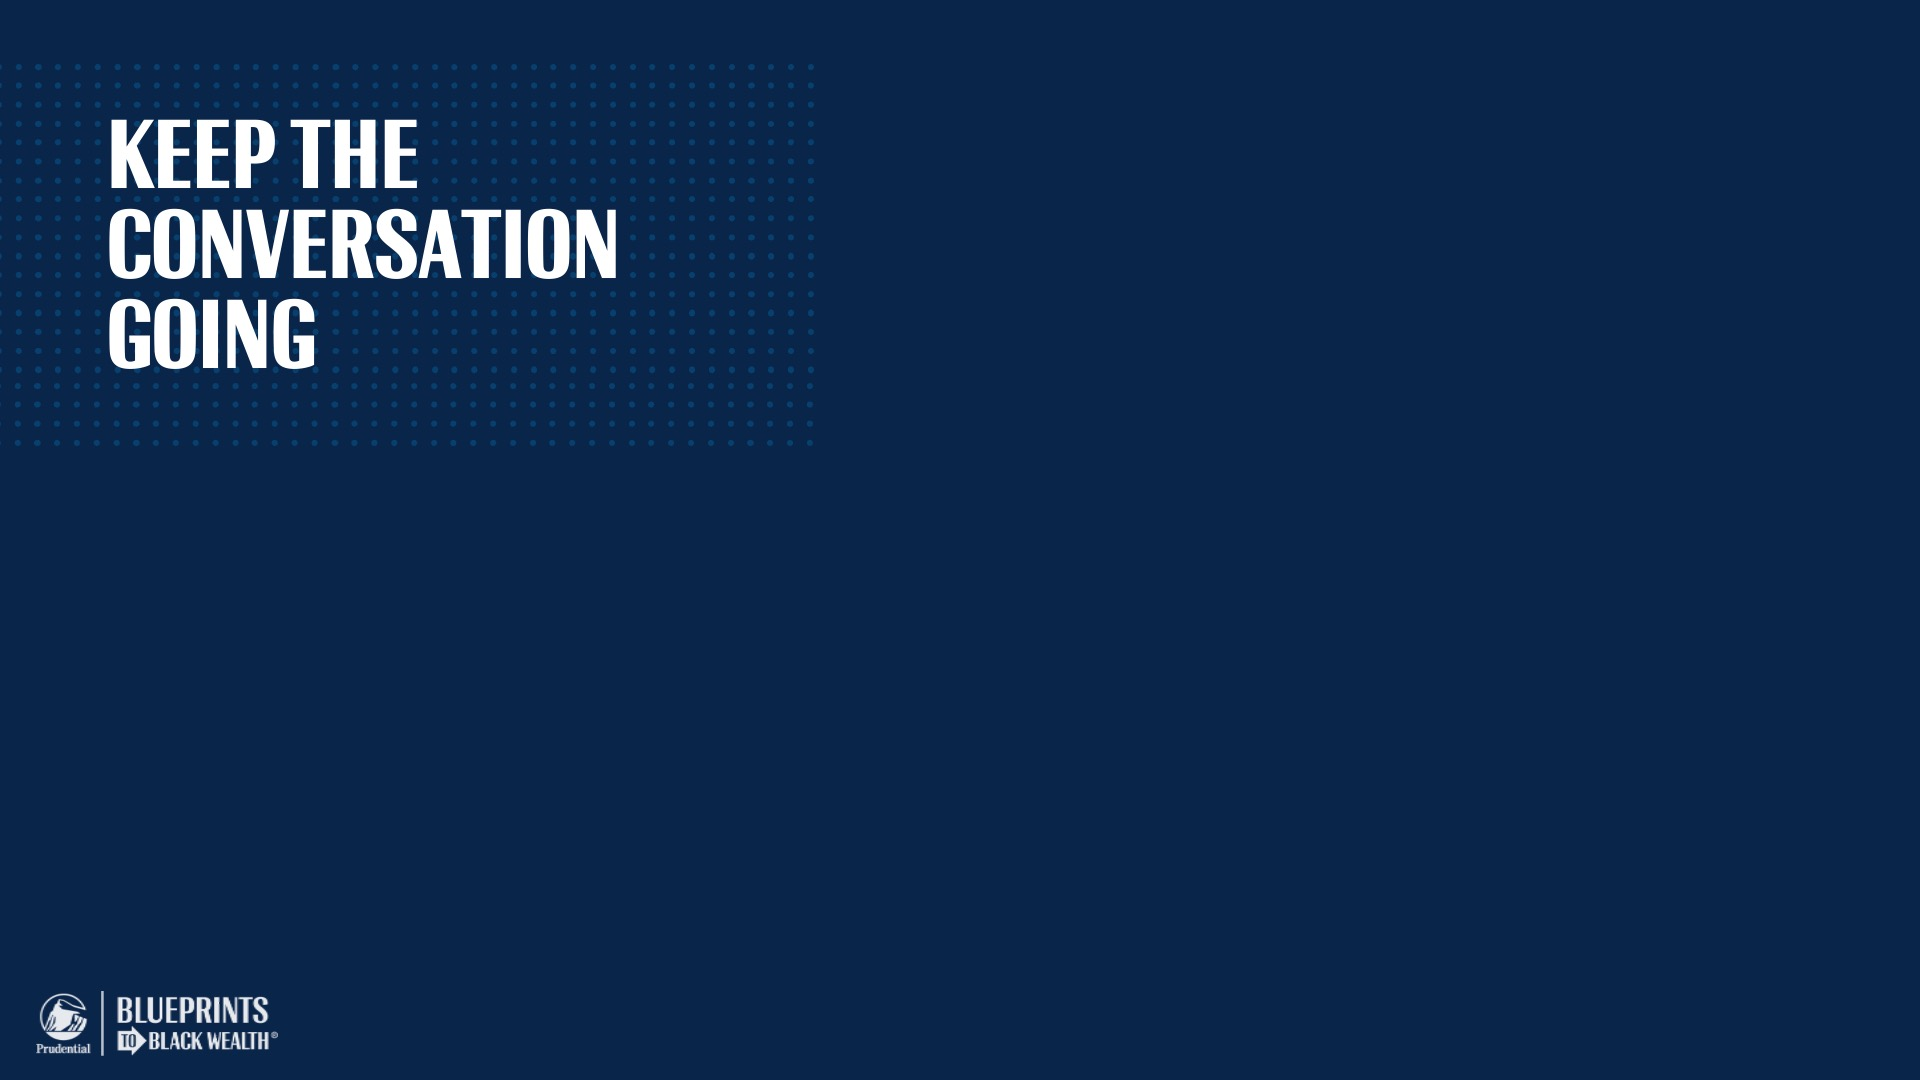 KEEP THE
CONVERSATION
GOING
Prudential
BLUEPRINTS
TO BLACK WEALTH®